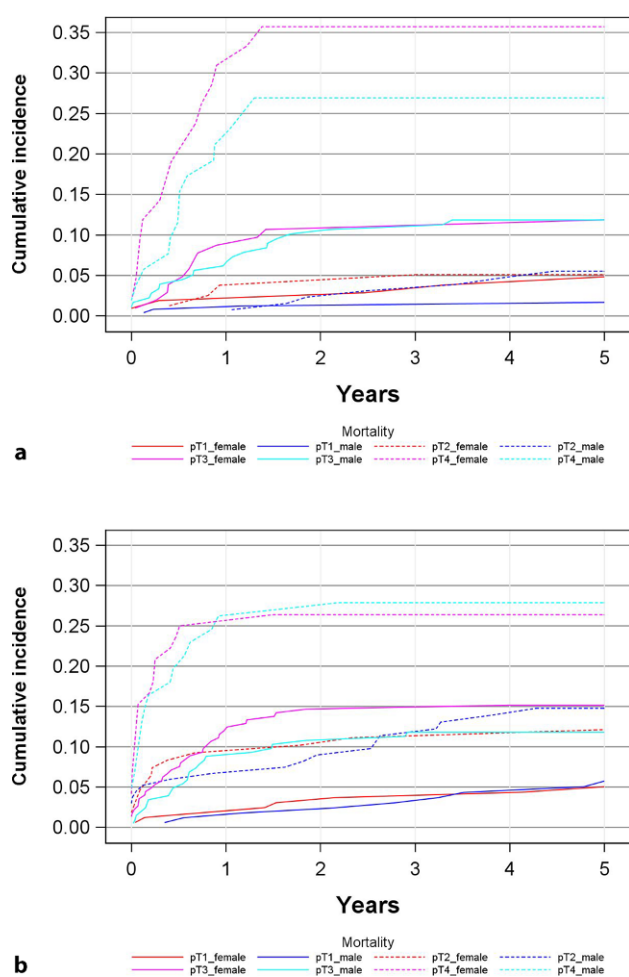 0.35
0.30
0.25
0.20
0.15
0.10
0.05
0.00
Cumulative incidence
0 1 2 3 4 5
Years
a
Mortality
pT1_female pT1_male pT2_female pT2_male
pT3_female pT3_male pT4_female pT4_male
0.35
0.30
0.25
0.20
0.15
0.10
0.05
0.00
Cumulative incidence
0 1 2 3 4 5
Years
b
Mortality
pT1_female pT1_male pT2_female pT2_male
pT3_female pT3_male pT4_female pT4_male